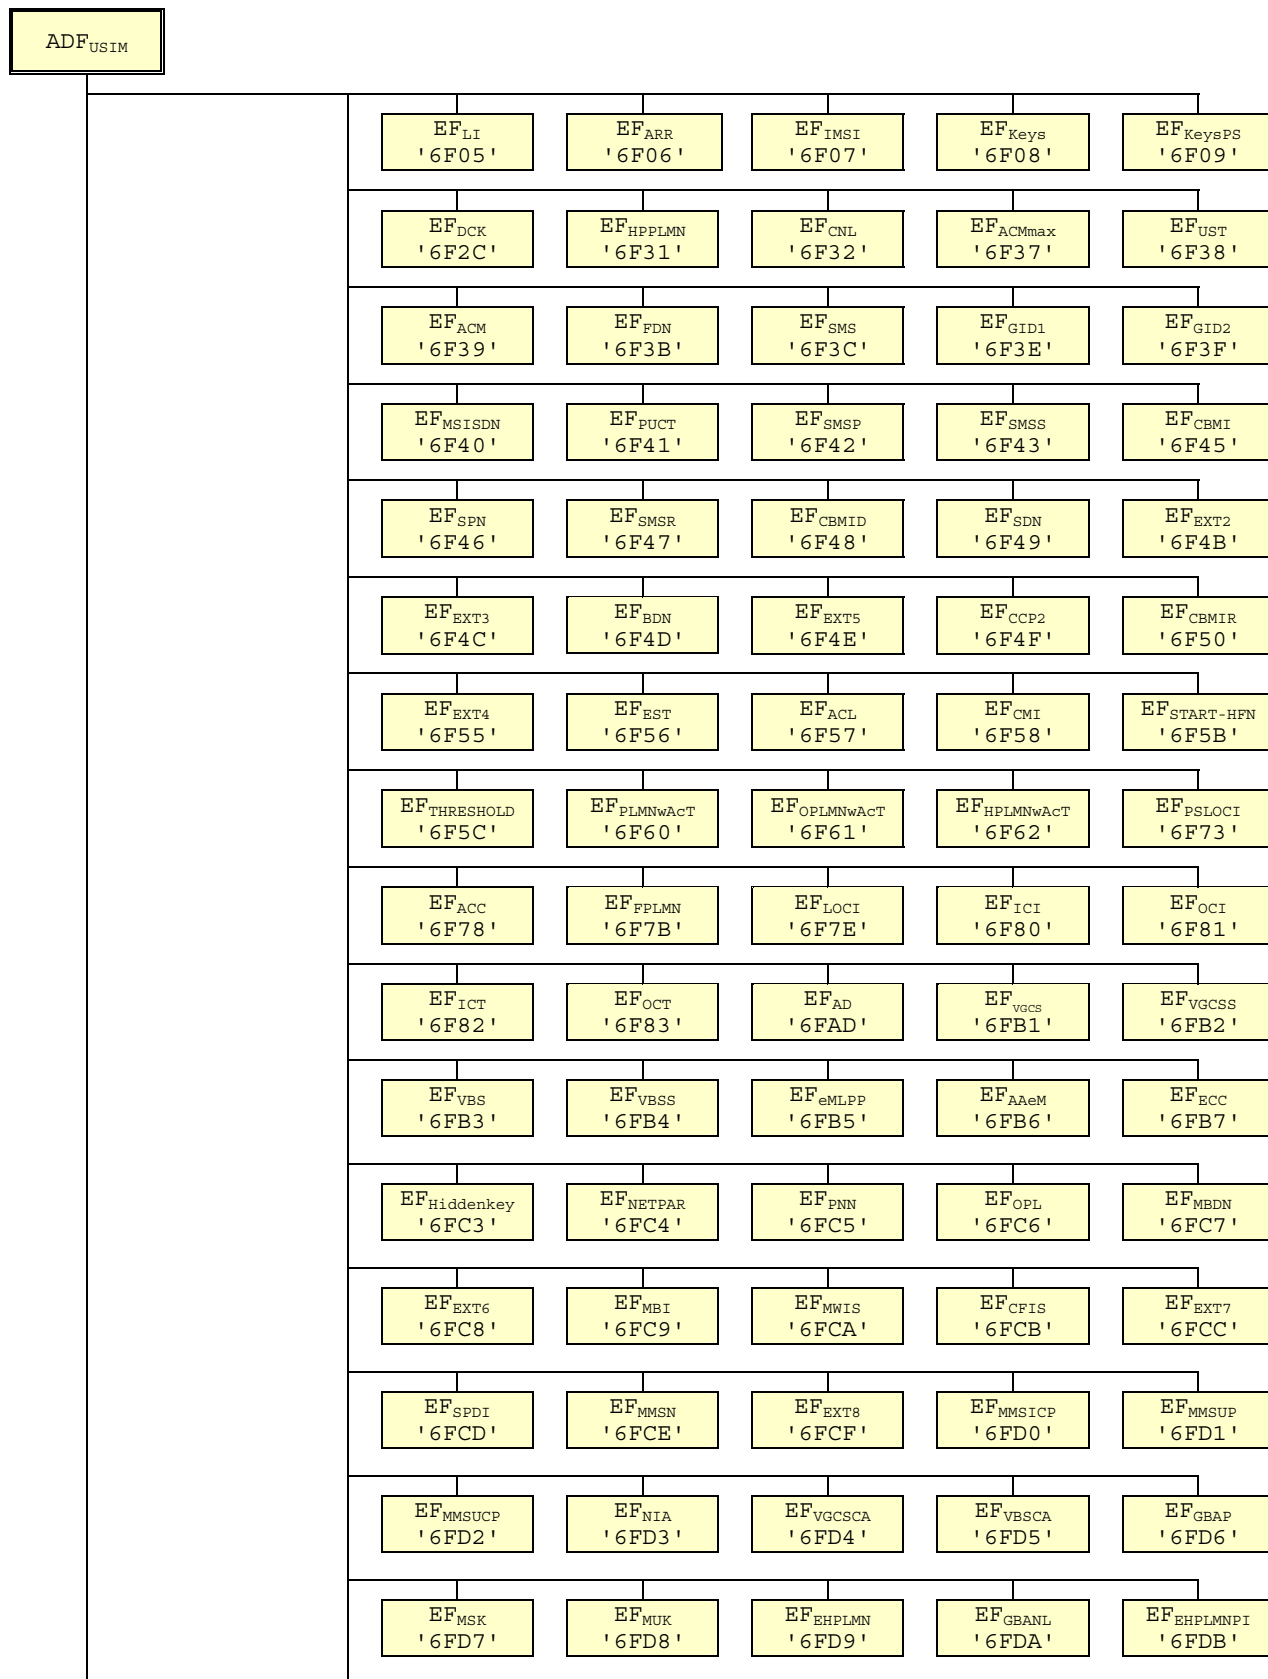 ADFUSIM
EFLI EFARR EFIMSI EFKeys EFKeysPS
'6F05' '6F06' '6F07' '6F08' '6F09'
EFDCK EFHPPLMN EFCNL EFACMmax EFUST
'6F2C' '6F31' '6F32' '6F37' '6F38'
EFACM EFFDN EFSMS EFGID1 EFGID2
'6F39' '6F3B' '6F3C' '6F3E' '6F3F'
EFMSISDN EFPUCT EFSMSP EFSMSS EFCBMI
'6F40' '6F41' '6F42' '6F43' '6F45'
EFSPN EFSMSR EFCBMID EFSDN EFEXT2
'6F46' '6F47' '6F48' '6F49' '6F4B'
EFEXT3 EFBDN EFEXT5 EFCCP2 EFCBMIR
'6F4C' '6F4D' '6F4E' '6F4F' '6F50'
EFEXT4 EFEST EFACL EFCMI EFSTART-HFN
'6F55' '6F56' '6F57' '6F58' '6F5B'
EFTHRESHOLD EFPLMNwAcT EFOPLMNwAcT EFHPLMNwAcT EFPSLOCI
'6F5C' '6F60' '6F61' '6F62' '6F73'
EFACC EFFPLMN EFLOCI EFICI EFOCI
'6F78' '6F7B' '6F7E' '6F80' '6F81'
EFICT EFOCT EFAD EFVGCS EFVGCSS
'6F82' '6F83' '6FAD' '6FB1' '6FB2'
EFVBS EFVBSS EFeMLPP EFAAeM EFECC
'6FB3' '6FB4' '6FB5' '6FB6' '6FB7'
EFHiddenkey EFNETPAR EFPNN EFOPL EFMBDN
'6FC3' '6FC4' '6FC5' '6FC6' '6FC7'
EFEXT6 EFMBI EFMWIS EFCFIS EFEXT7
'6FC8' '6FC9' '6FCA' '6FCB' '6FCC'
EFSPDI EFMMSN EFEXT8 EFMMSICP EFMMSUP
'6FCD' '6FCE' '6FCF' '6FD0' '6FD1'
EFMMSUCP EFNIA EFVGCSCA EFVBSCA EFGBAP
'6FD2' '6FD3' '6FD4' '6FD5' '6FD6'
EFMSK EFMUK EFEHPLMN EFGBANL EFEHPLMNPI
'6FD7' '6FD8' '6FD9' '6FDA' '6FDB'